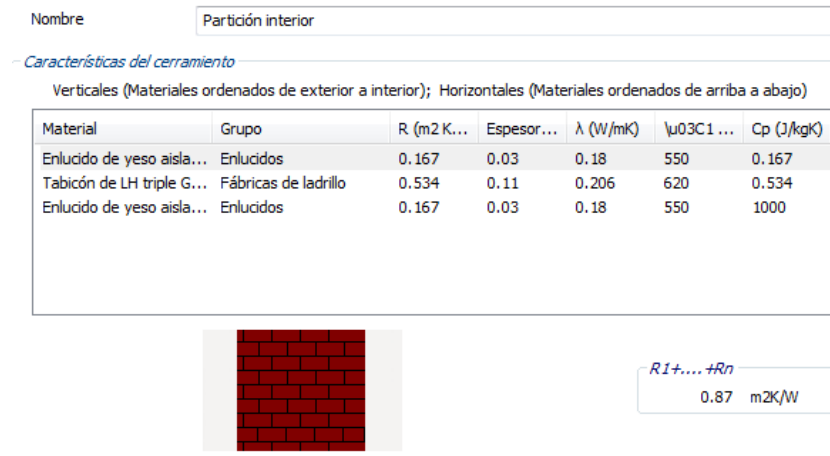 Nombre Partición interior
Características del cerramiento
Verticales (Materiales ordenados de exterior a interior); Horizontales (Materiales ordenados de arriba a abajo)
Material Grupo R (m2 K... Espesor... λ (W/mK) \u03C1 ... Cp (J/kgK)
Enlucido de yeso aisla... Enlucidos 0.167 0.03 0.18 550 0.167
Tabicón de LH triple G... Fábricas de ladrillo 0.534 0.11 0.206 620 0.534
Enlucido de yeso aisla... Enlucidos 0.167 0.03 0.18 550 1000
R1+....+Rn
0.87 m2K/W